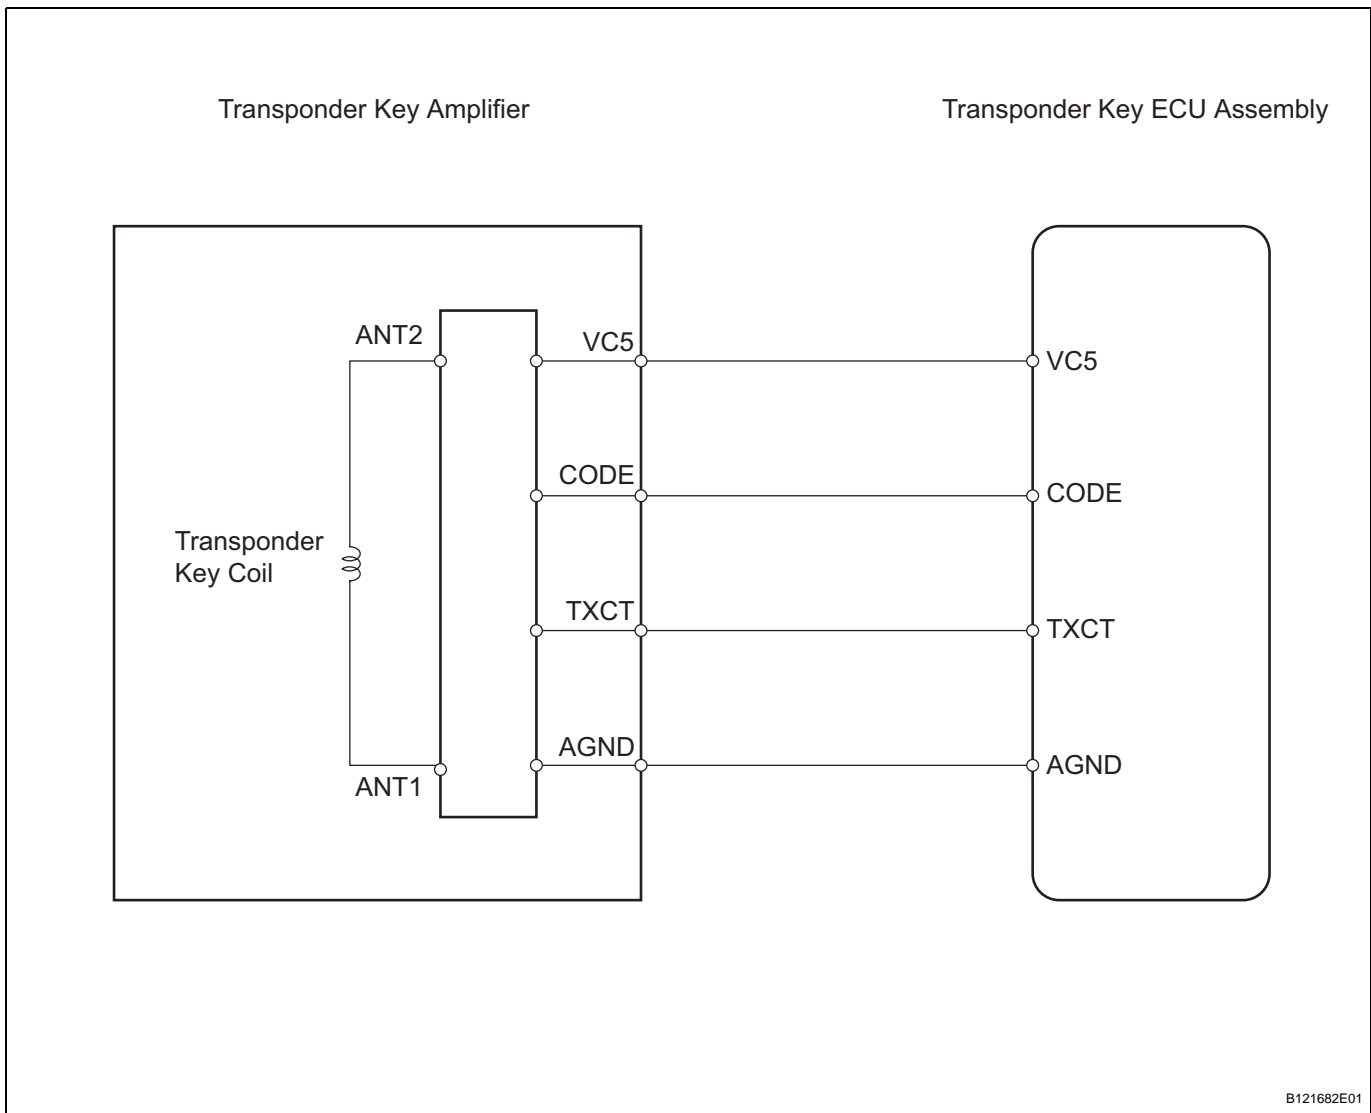 Transponder Key Amplifier
Transponder Key ECU Assembly
ANT2
VC5
VC5
CODE
CODE
Transponder
Key Coil
TXCT
TXCT
AGND
AGND
ANT1
B121682E01